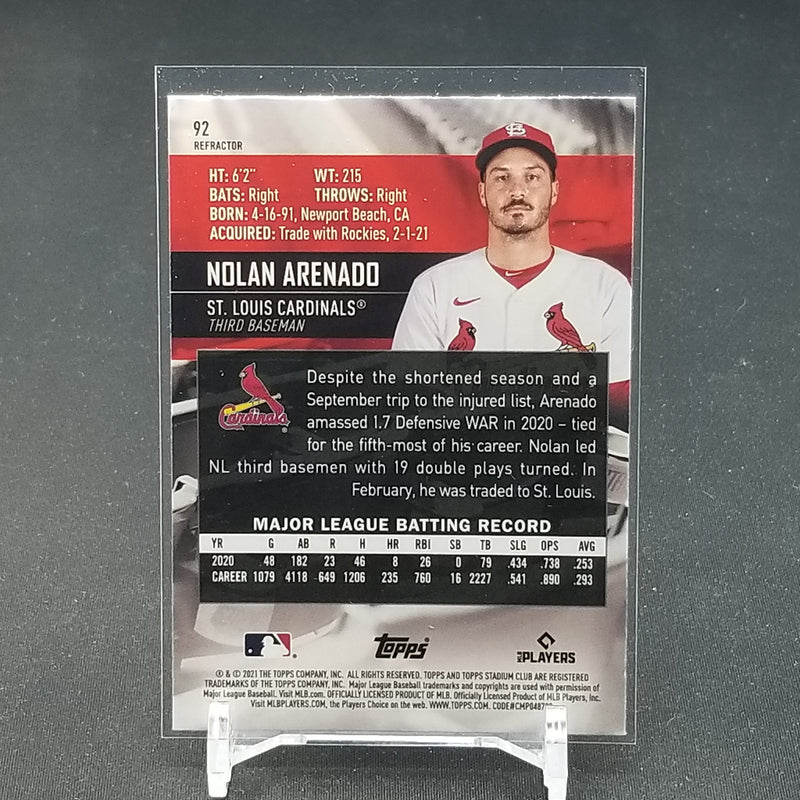 92
REFRACTOR
HT: 6'2" WT: 215
BATS: Right THROWS: Right
BORN: 4-16-91, Newport Beach, CA
ACQUIRED: Trade with Rockies, 2-1-21
NOLAN ARENADO
ST. LOUIS CARDINALS®
THIRD BASEMAN
Cardinals®
Despite the shortened season and a
September trip to the injured list, Arenado
amassed 1.7 Defensive WAR in 2020 – tied
for the fifth-most of his career. Nolan led
NL third basemen with 19 double plays turned. In
February, he was traded to St. Louis.
MAJOR LEAGUE BATTING RECORD
YR G AB R H HR RBI SB TB SLG OPS AVG
2020 48 182 23 46 8 26 0 79 .434 .738 .253
CAREER 1079 4118 649 1206 235 760 16 2227 .541 .890 .293
topps®
MLB PLAYERS
® & © 2021 THE TOPPS COMPANY, INC. ALL RIGHTS RESERVED. TOPPS AND TOPPS STADIUM CLUB ARE REGISTERED
TRADEMARKS OF THE TOPPS COMPANY, INC. Major League Baseball trademarks and copyrights are used with permission of
Major League Baseball. Visit MLB.com. OFFICIALLY LICENSED PRODUCT OF MLB. Officially Licensed Product of MLB Players, Inc.
Visit MLBPLAYERS.com, the Players Choice on the web. WWW.TOPPS.COM.